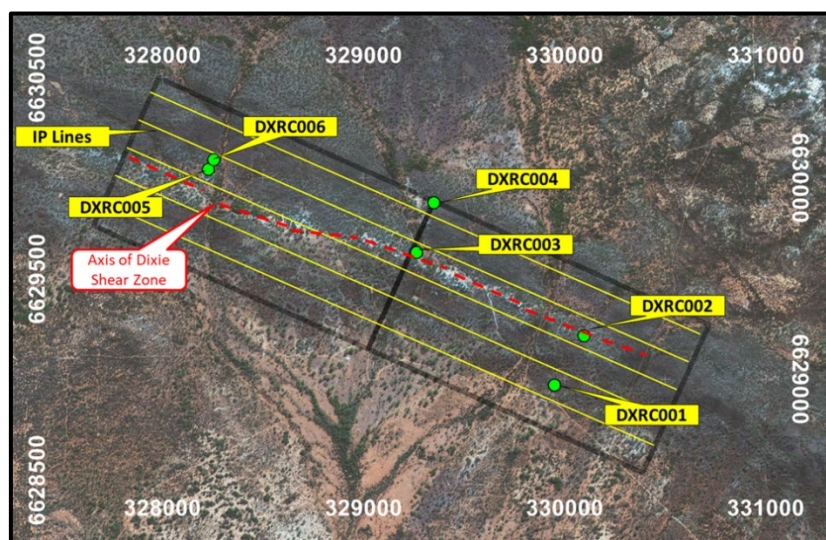 328000 329000 330000 331000
6630500
DXRC006
IP Lines
DXRC004
6630000
DXRC005
DXRC003
Axis of Dixie
Shear Zone
6629500
DXRC002
6629000
DXRC001
6628500
328000 329000 330000 331000